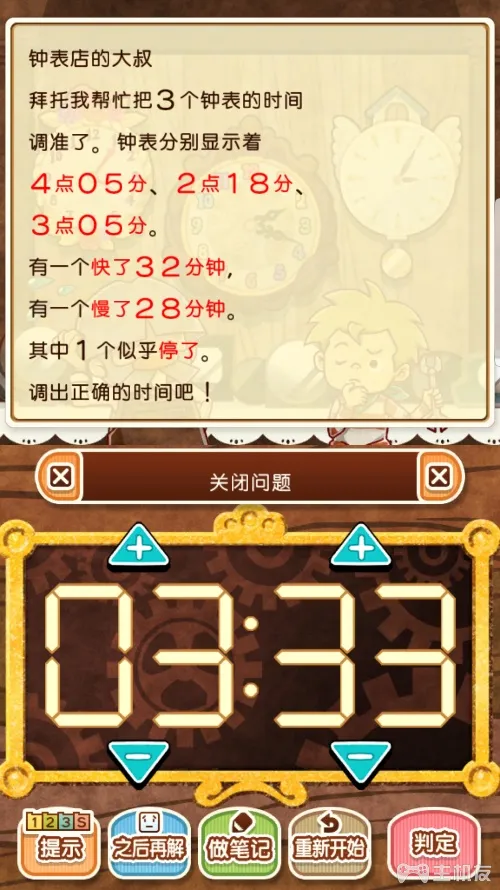 钟表店的大叔
拜托我帮忙把3个钟表的时间
调准了。钟表分别显示着
4点05分、2点18分、
3点05分。
有一个快了32分钟,
有一个慢了28分钟。
其中1个似乎停了。
调出正确的时间吧!
关闭问题
03:33
123S
提示 之后再解 做笔记 重新开始 判定
手机友